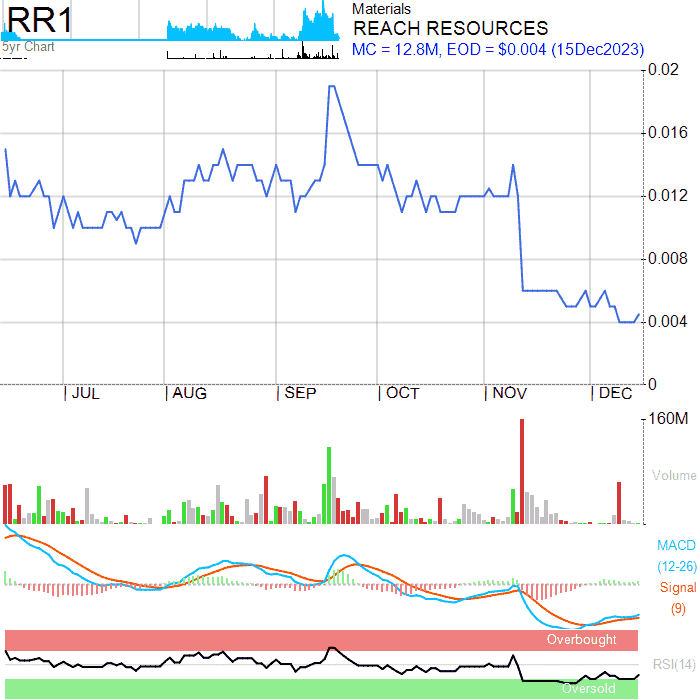 RR1
5yr Chart
Materials
REACH RESOURCES
MC = 12.8M, EOD = $0.004 (15Dec2023)
0.02
0.016
0.012
0.008
0.004
0
JUL AUG SEP OCT NOV DEC
160M
Volume
MACD
(12-26)
Signal
(9)
Overbought
RSI(14)
Oversold